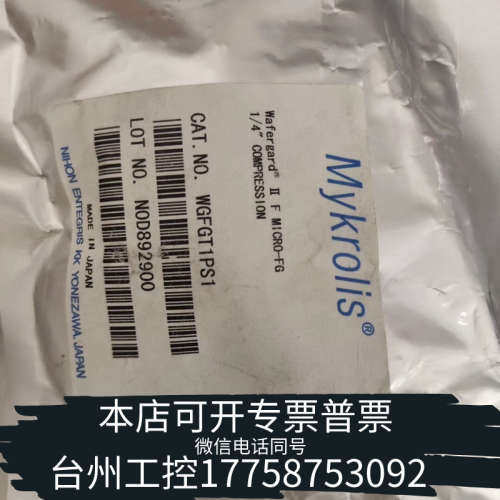 Mykrolis®
Wafergard® II F MICRO-FG
1/4" COMPRESSION
CAT. NO. WGFGT1PS1
LOT NO. N0D892900
MADE IN JAPAN
NIHON ENTEGRIS KK YONEZAWA JAPAN
本店可开专票普票
微信电话同号
台州工控17758753092